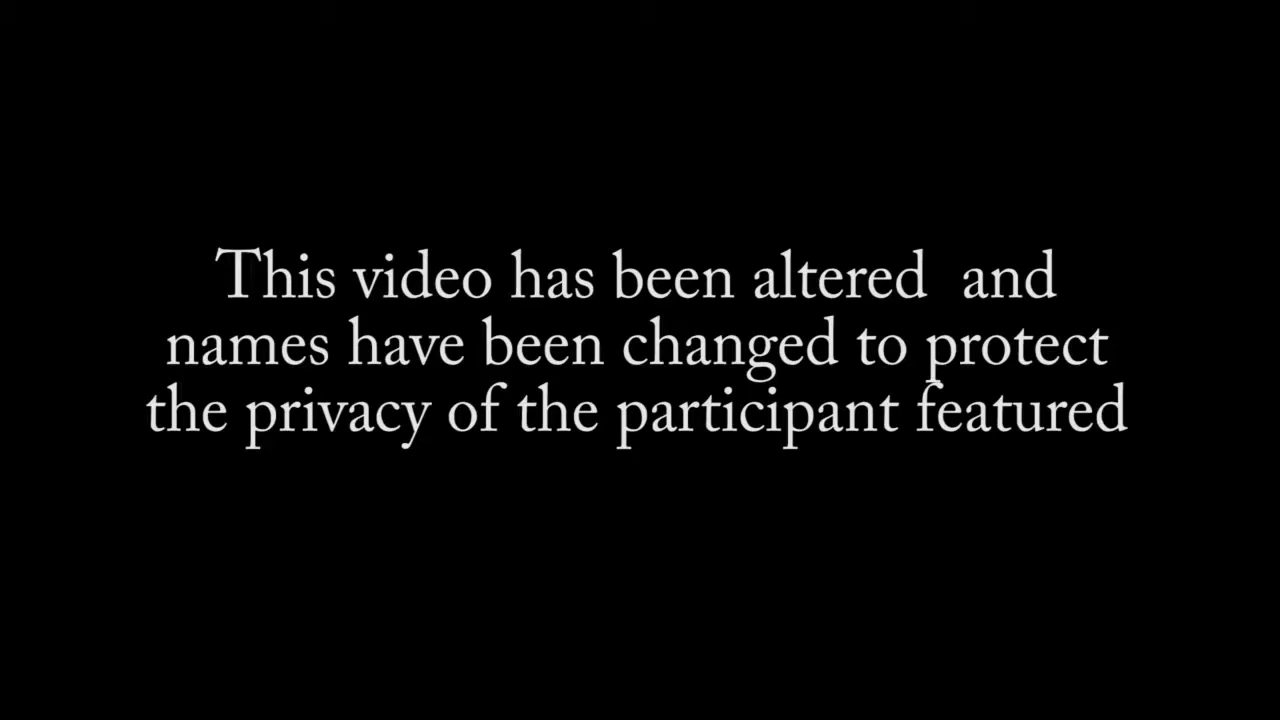 This video has been altered  and
names have been changed to protect
the privacy of the participant featured